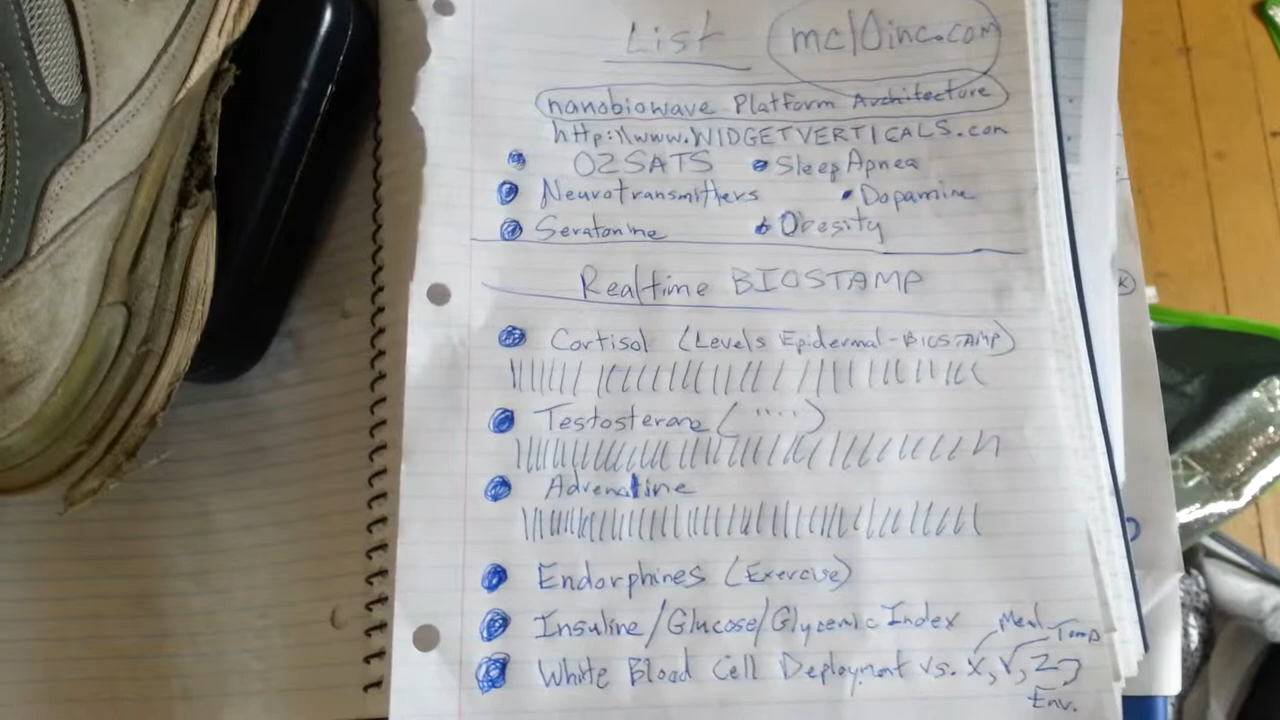 List mc10inc.com
nanobiowave Platform Architecture
http://www.WIDGETVERTICALS.com
O2SATS • Sleep Apnea
• Neurotransmitters • Dopamine
• Seratonine • Obesity
Realtime BIOSTAMP
• Cortisol (Levels Epidermal-BIOSTAMP)
• Testosterone (....)
• Adrenaline
• Endorphines (Exercise)
• Insuline/Glucose/Glycemic Index
Meal Temp
• White Blood Cell Deployment vs. X, Y, Z
Env.